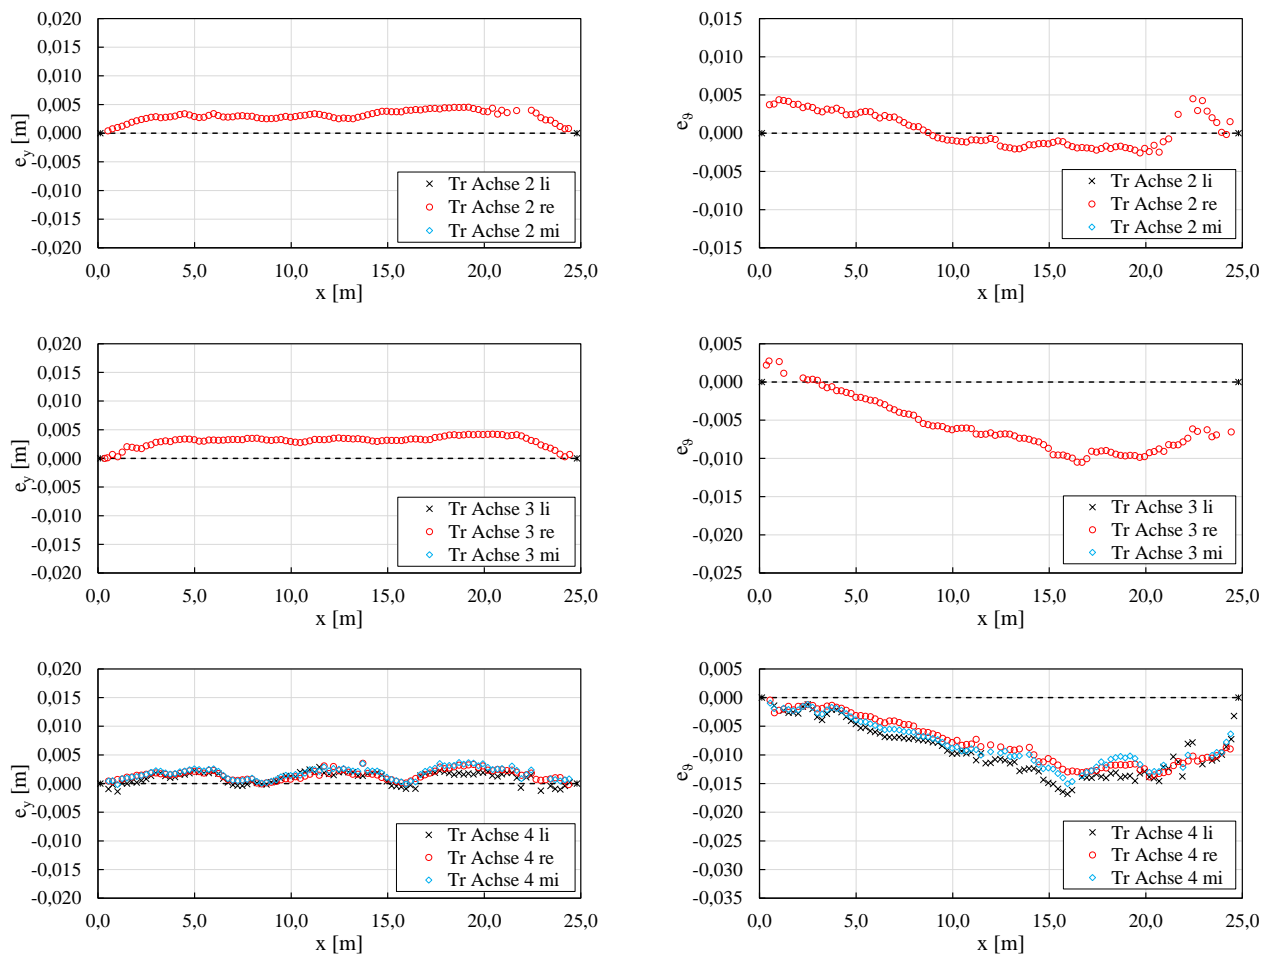 0,020
0,015
0,010
0,005
0,000
-0,005
-0,010
-0,015
-0,020
e_y [m]
0,0 5,0 10,0 15,0 20,0 25,0
x [m]
Tr Achse 2 li
Tr Achse 2 re
Tr Achse 2 mi
0,015
0,010
0,005
0,000
-0,005
-0,010
-0,015
e_ϑ
0,0 5,0 10,0 15,0 20,0 25,0
x [m]
Tr Achse 2 li
Tr Achse 2 re
Tr Achse 2 mi
0,020
0,015
0,010
0,005
0,000
-0,005
-0,010
-0,015
-0,020
e_y [m]
0,0 5,0 10,0 15,0 20,0 25,0
x [m]
Tr Achse 3 li
Tr Achse 3 re
Tr Achse 3 mi
0,005
0,000
-0,005
-0,010
-0,015
-0,020
-0,025
e_ϑ
0,0 5,0 10,0 15,0 20,0 25,0
x [m]
Tr Achse 3 li
Tr Achse 3 re
Tr Achse 3 mi
0,020
0,015
0,010
0,005
0,000
-0,005
-0,010
-0,015
-0,020
e_y [m]
0,0 5,0 10,0 15,0 20,0 25,0
x [m]
Tr Achse 4 li
Tr Achse 4 re
Tr Achse 4 mi
0,005
0,000
-0,005
-0,010
-0,015
-0,020
-0,025
-0,030
-0,035
e_ϑ
0,0 5,0 10,0 15,0 20,0 25,0
x [m]
Tr Achse 4 li
Tr Achse 4 re
Tr Achse 4 mi